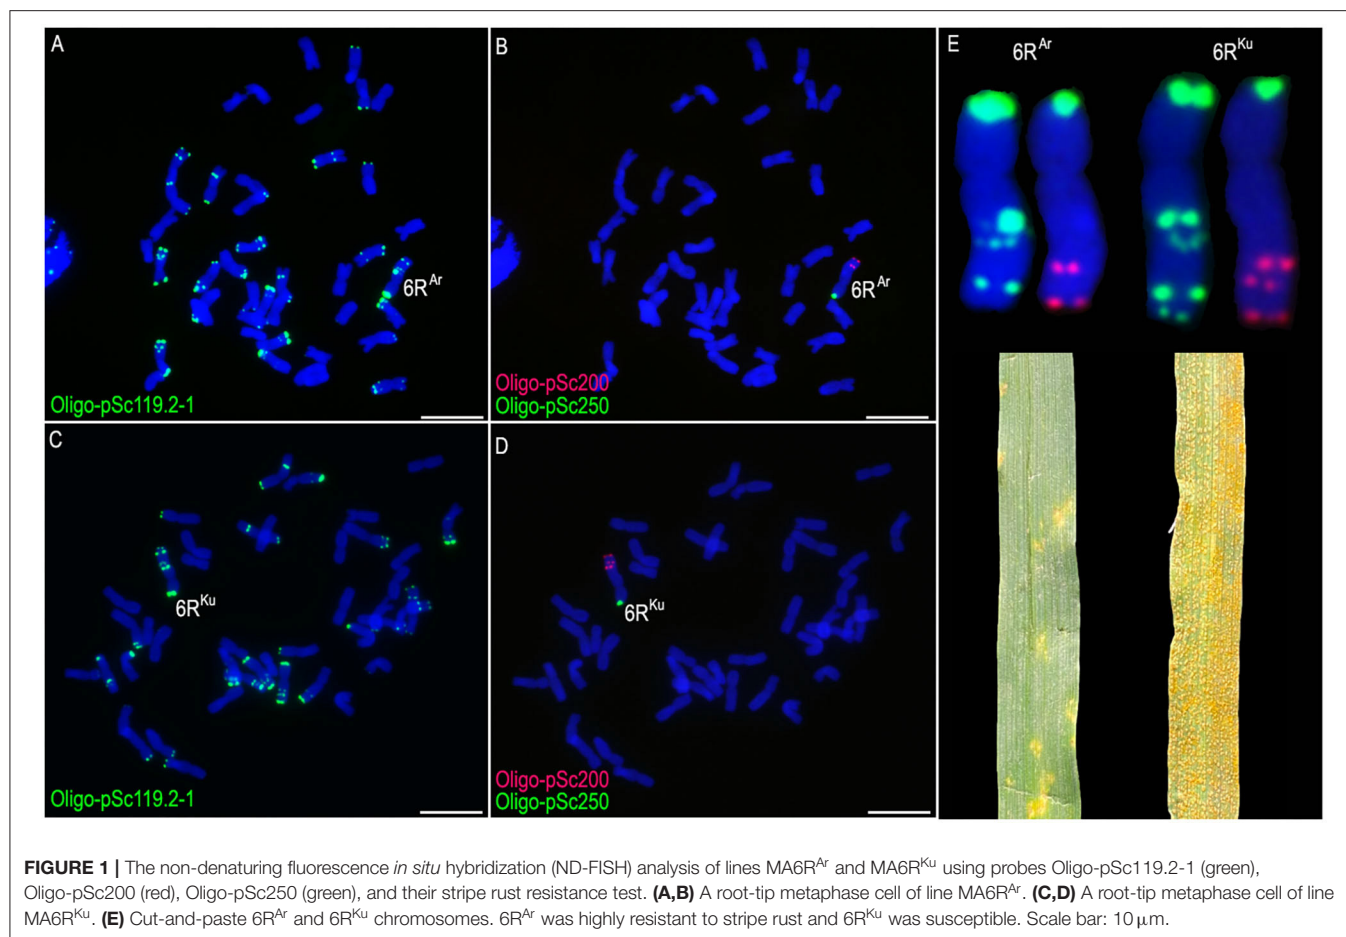 A
6R^Ar
Oligo-pSc119.2-1
B
6R^Ar
Oligo-pSc200
Oligo-pSc250
C
6R^Ku
Oligo-pSc119.2-1
D
6R^Ku
Oligo-pSc200
Oligo-pSc250
E
6R^Ar 6R^Ku
FIGURE 1 | The non-denaturing fluorescence in situ hybridization (ND-FISH) analysis of lines MA6R^Ar and MA6R^Ku using probes Oligo-pSc119.2-1 (green),
Oligo-pSc200 (red), Oligo-pSc250 (green), and their stripe rust resistance test. (A,B) A root-tip metaphase cell of line MA6R^Ar. (C,D) A root-tip metaphase cell of line
MA6R^Ku. (E) Cut-and-paste 6R^Ar and 6R^Ku chromosomes. 6R^Ar was highly resistant to stripe rust and 6R^Ku was susceptible. Scale bar: 10 μm.